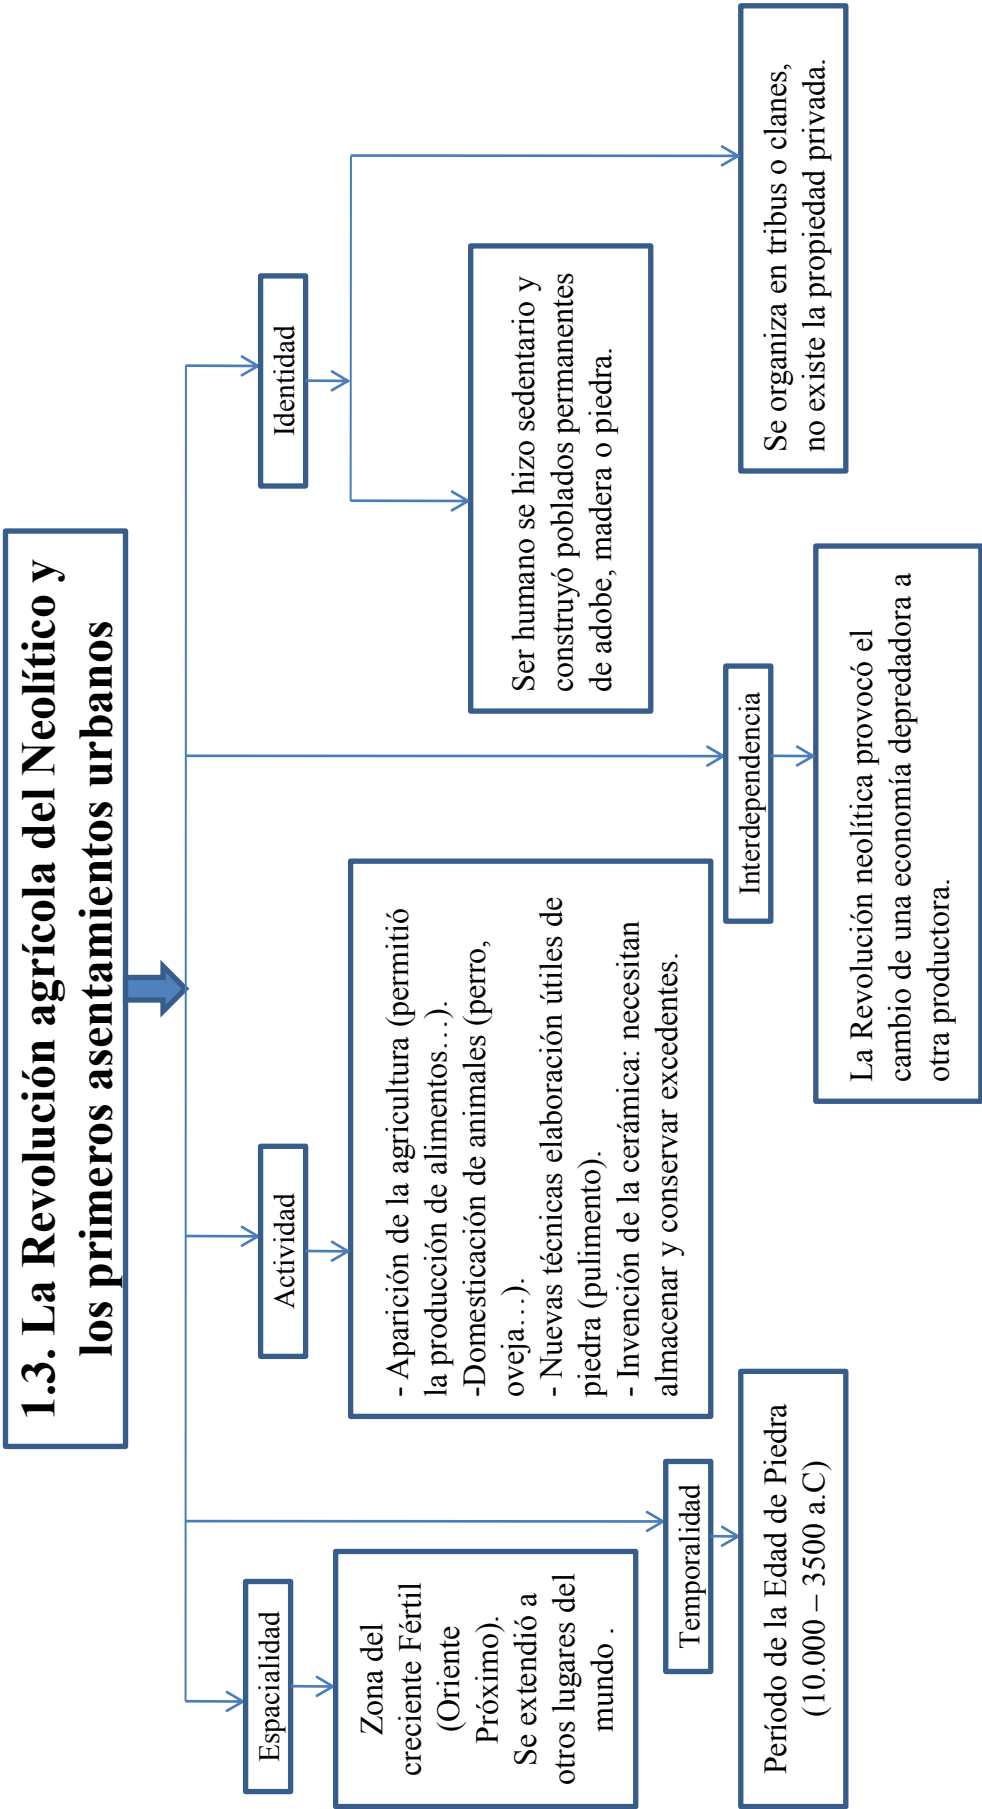 1.3. La Revolución agrícola del Neolítico y
los primeros asentamientos urbanos
Espacialidad
Zona del
creciente Fértil
(Oriente
Próximo).
Se extendió a
otros lugares del
mundo .
Temporalidad
Período de la Edad de Piedra
(10.000 – 3500 a.C)
Actividad
- Aparición de la agricultura (permitió
la producción de alimentos…).
-Domesticación de animales (perro,
oveja…).
- Nuevas técnicas elaboración útiles de
piedra (pulimento).
- Invención de la cerámica: necesitan
almacenar y conservar excedentes.
Interdependencia
La Revolución neolítica provocó el
cambio de una economía depredadora a
otra productora.
Identidad
Ser humano se hizo sedentario y
construyó poblados permanentes
de adobe, madera o piedra.
Se organiza en tribus o clanes,
no existe la propiedad privada.